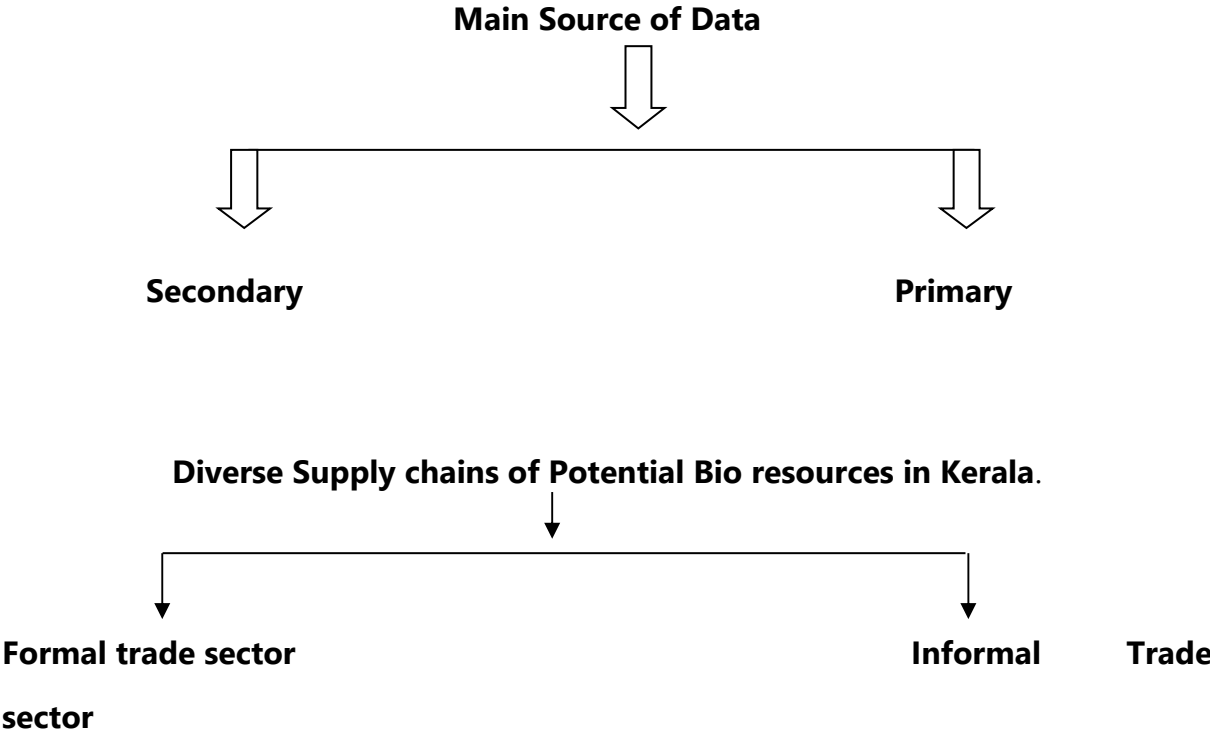 Main Source of Data
Secondary Primary
Diverse Supply chains of Potential Bio resources in Kerala.
Formal trade sector Informal Trade
sector